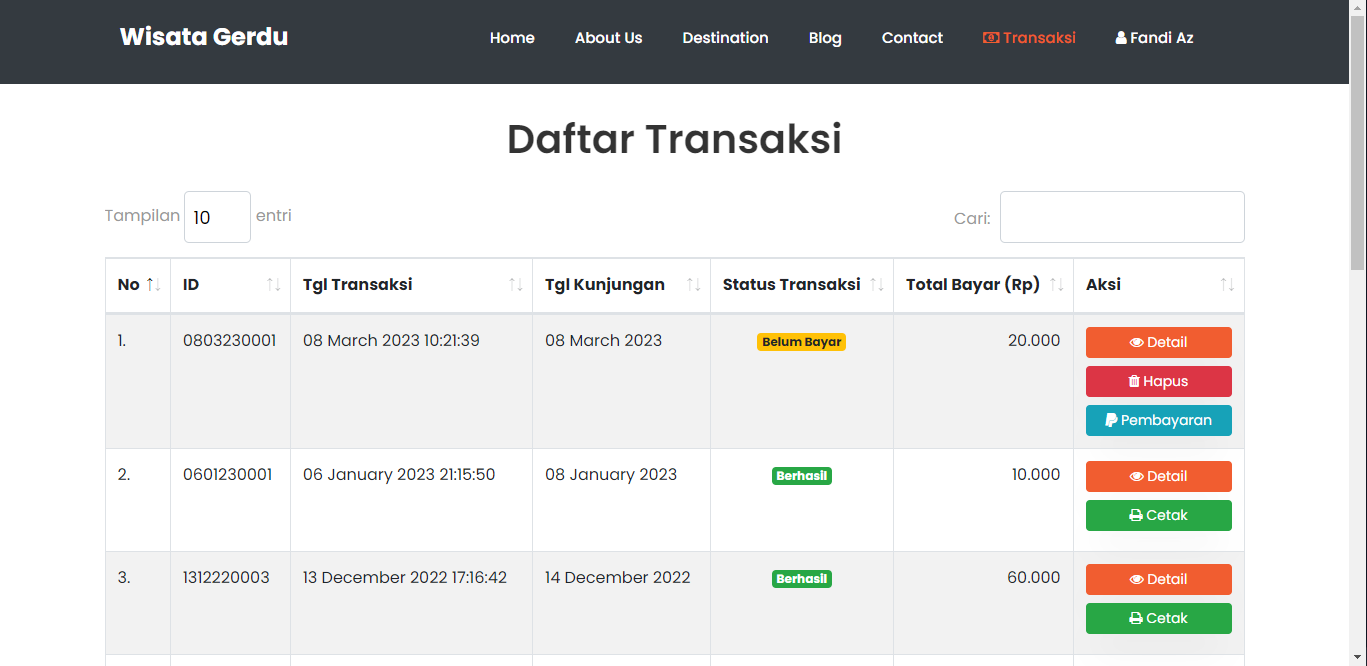 Wisata Gerdu Home About Us Destination Blog Contact Transaksi Fandi Az
Daftar Transaksi
Tampilan 10 entri Cari:
No ID Tgl Transaksi Tgl Kunjungan Status Transaksi Total Bayar (Rp) Aksi
1. 0803230001 08 March 2023 10:21:39 08 March 2023 Belum Bayar 20.000 Detail
Hapus
Pembayaran
2. 0601230001 06 January 2023 21:15:50 08 January 2023 Berhasil 10.000 Detail
Cetak
3. 1312220003 13 December 2022 17:16:42 14 December 2022 Berhasil 60.000 Detail
Cetak